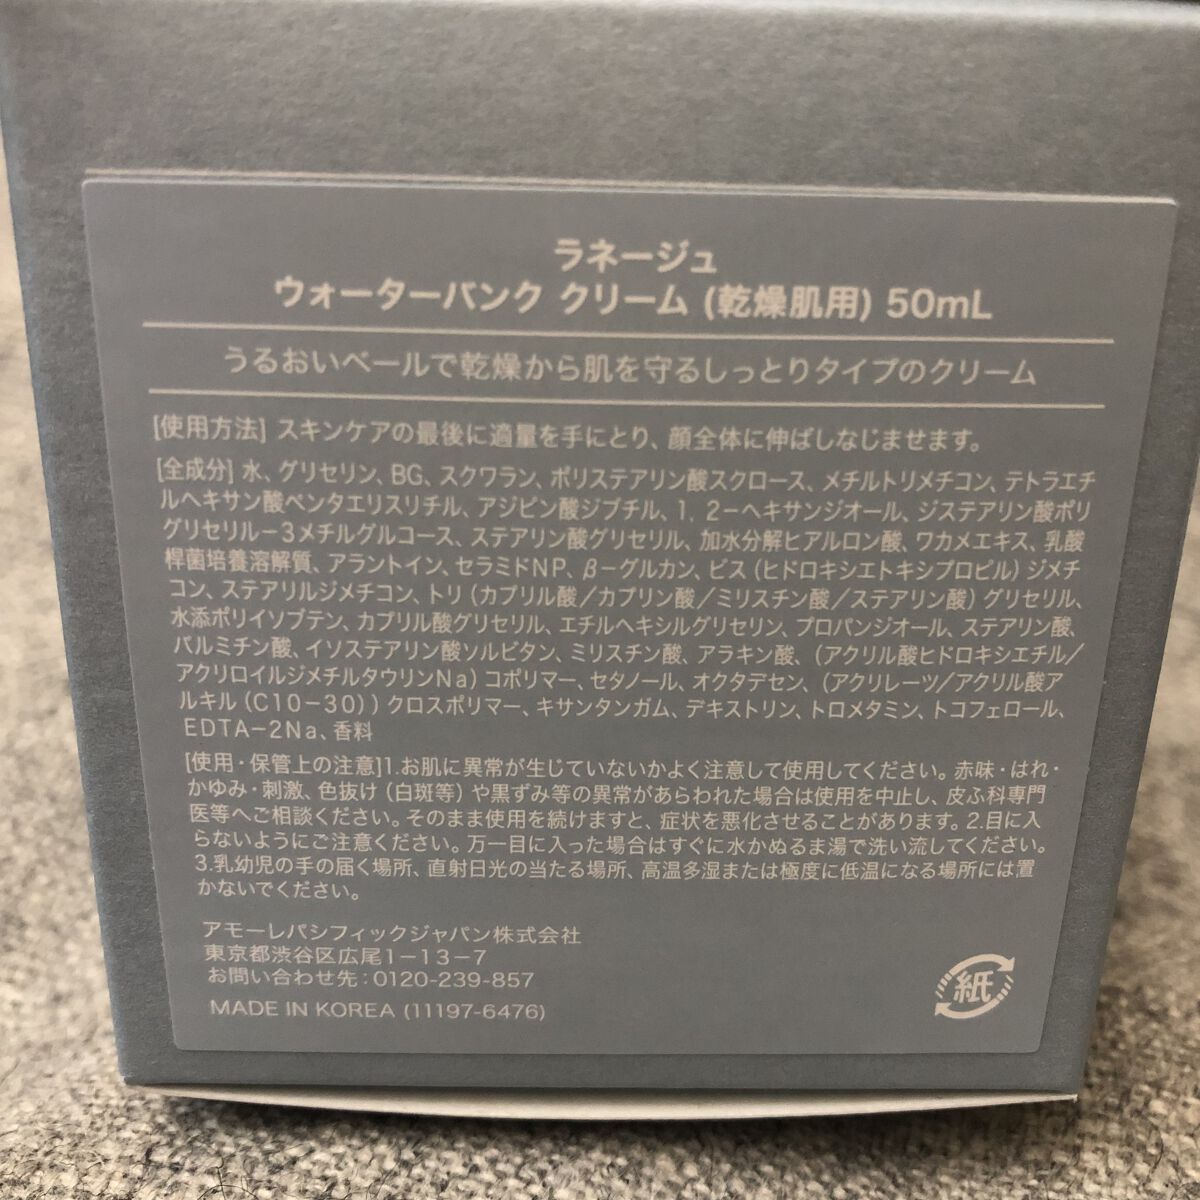 ラネージュ
ウォーターバンク クリーム (乾燥肌用) 50mL
うるおいベールで乾燥から肌を守るしっとりタイプのクリーム
[使用方法] スキンケアの最後に適量を手にとり、顔全体に伸ばしなじませます。
[全成分] 水、グリセリン、BG、スクワラン、ポリステアリン酸スクロース、メチルトリメチコン、テトラエチ
ルヘキサン酸ペンタエリスリチル、アジピン酸ジブチル、1, 2-ヘキサンジオール、ジステアリン酸ポリ
グリセリル-3メチルグルコース、ステアリン酸グリセリル、加水分解ヒアルロン酸、ワカメエキス、乳酸
桿菌培養溶解質、アラントイン、セラミドNP、β-グルカン、ビス (ヒドロキシエトキシプロピル) ジメチ
コン、ステアリルジメチコン、トリ (カプリル酸/カプリン酸/ミリスチン酸/ステアリン酸) グリセリル、
水添ポリイソブテン、カプリル酸グリセリル、エチルヘキシルグリセリン、プロパンジオール、ステアリン酸、
パルミチン酸、イソステアリン酸ソルビタン、ミリスチン酸、アラキン酸、(アクリル酸ヒドロキシエチル/
アクリロイルジメチルタウリンNa) コポリマー、セタノール、オクタデセン、(アクリレーツ/アクリル酸ア
ルキル (C10-30)) クロスポリマー、キサンタンガム、デキストリン、トロメタミン、トコフェロール、
EDTA-2Na、香料
[使用・保管上の注意]1.お肌に異常が生じていないかよく注意して使用してください。赤味・はれ・
かゆみ・刺激、色抜け (白斑等) や黒ずみ等の異常があらわれた場合は使用を中止し、皮ふ科専門
医等へご相談ください。そのまま使用を続けますと、症状を悪化させることがあります。2.目に入
らないようにご注意ください。万一目に入った場合はすぐに水かぬるま湯で洗い流してください。
3.乳幼児の手の届く場所、直射日光の当たる場所、高温多湿または極度に低温になる場所には置
かないでください。
アモーレパシフィックジャパン株式会社
東京都渋谷区広尾1-13-7
お問い合わせ先:0120-239-857
MADE IN KOREA (11197-6476)
紙